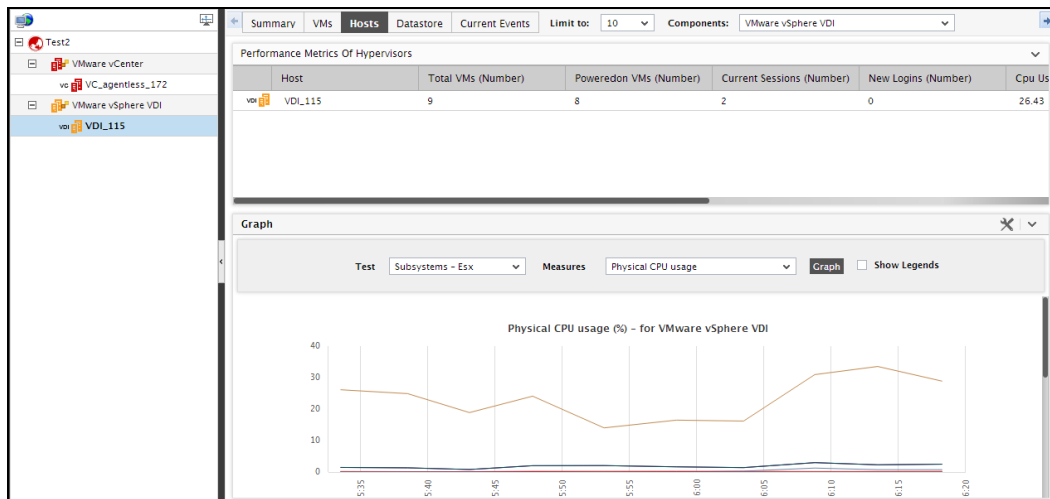 Test2
VMware vCenter
VC VC_agentless_172
VMware vSphere VDI
VDI VDI_115
Summary VMs Hosts Datastore Current Events Limit to: 10 Components: VMware vSphere VDI
Performance Metrics Of Hypervisors
Host Total VMs (Number) Poweredon VMs (Number) Current Sessions (Number) New Logins (Number) Cpu Us
VDI VDI_115 9 8 2 0 26.43
Graph
Test Subsystems - Esx Measures Physical CPU usage Graph Show Legends
Physical CPU usage (%) - for VMware vSphere VDI
40
30
20
10
0
5:35 5:40 5:45 5:50 5:55 6:00 6:05 6:10 6:15 6:20